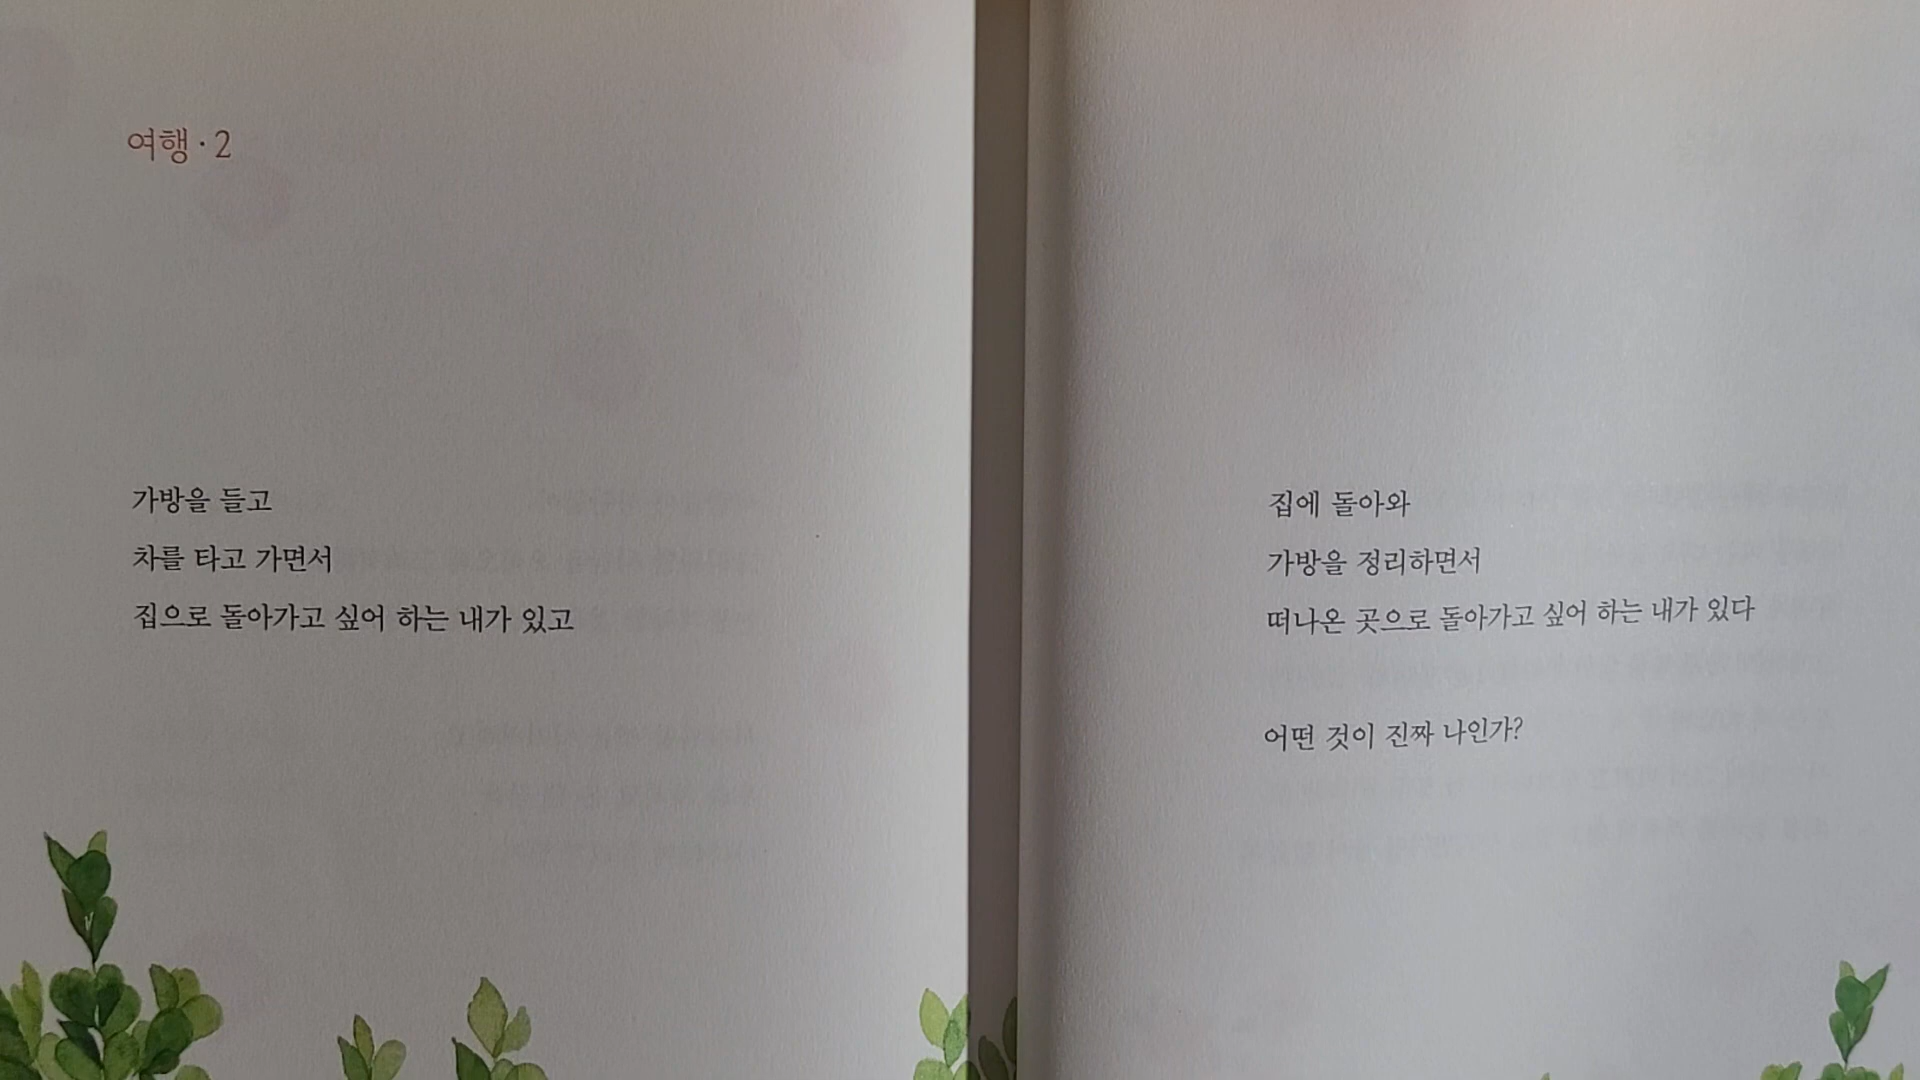 여행·2
가방을 들고
차를 타고 가면서
집으로 돌아가고 싶어 하는 내가 있고
집에 돌아와
가방을 정리하면서
떠나온 곳으로 돌아가고 싶어 하는 내가 있다
어떤 것이 진짜 나인가?